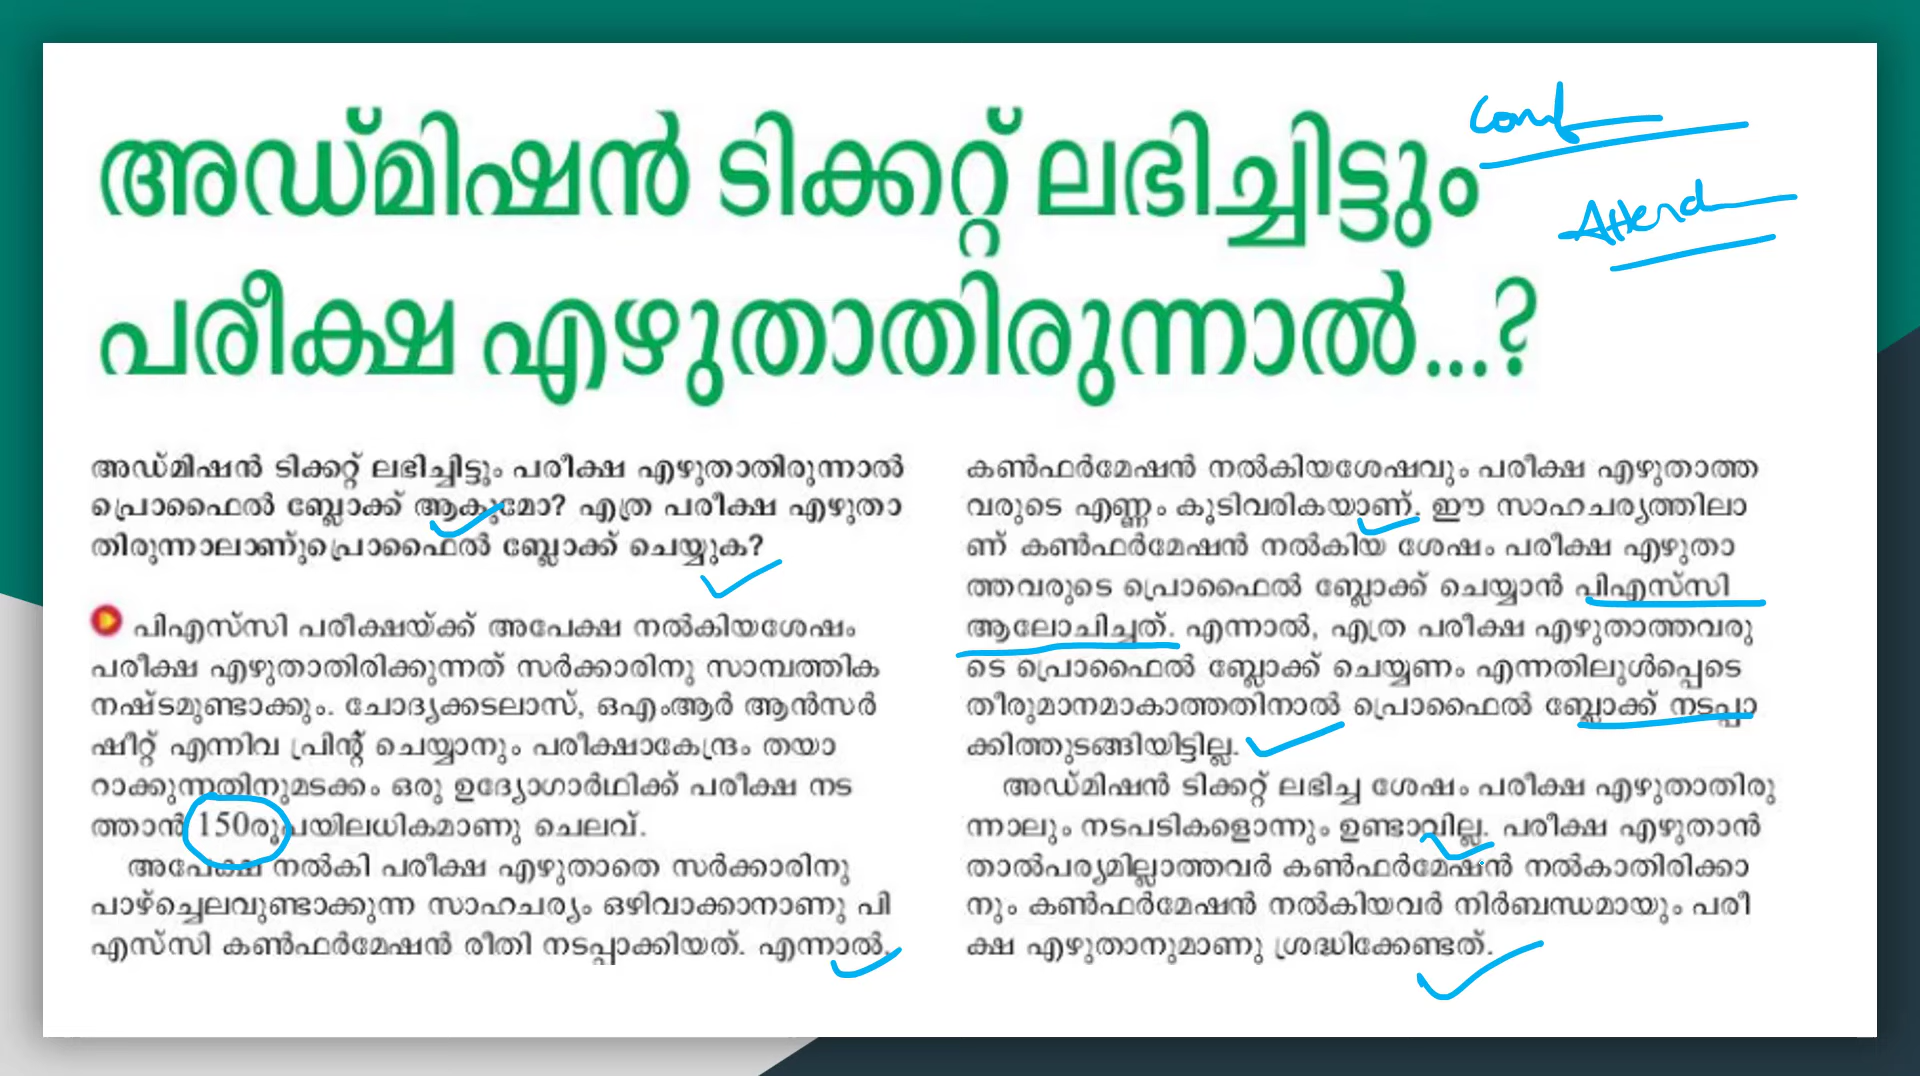 അഡ്മിഷൻ ടിക്കറ്റ് ലഭിച്ചിട്ടും
പരീക്ഷ എഴുതാതിരുന്നാൽ...?
Conf
Attend
അഡ്മിഷൻ ടിക്കറ്റ് ലഭിച്ചിട്ടും പരീക്ഷ എഴുതാതിരുന്നാൽ
പ്രൊഫൈൽ ബ്ലോക്ക് ആകുമോ? എത്ര പരീക്ഷ എഴുതാ
തിരുന്നാലാണു്പ്രൊഫൈൽ ബ്ലോക്ക് ചെയ്യുക?
പിഎസ്‌സി പരീക്ഷയ്ക്ക് അപേക്ഷ നൽകിയശേഷം
പരീക്ഷ എഴുതാതിരിക്കുന്നത് സർക്കാരിനു സാമ്പത്തിക
നഷ്ടമുണ്ടാക്കും. ചോദ്യക്കടലാസ്, ഒഎംആർ ആൻസർ
ഷീറ്റ് എന്നിവ പ്രിന്റ് ചെയ്യാനും പരീക്ഷാകേന്ദ്രം തയാ
റാക്കുന്നതിനുമടക്കം ഒരു ഉദ്യോഗാർഥിക്ക് പരീക്ഷ നട
ത്താൻ 150രൂപയിലധികമാണു ചെലവ്.
അപേക്ഷ നൽകി പരീക്ഷ എഴുതാതെ സർക്കാരിനു
പാഴ്ച്ചെലവുണ്ടാക്കുന്ന സാഹചര്യം ഒഴിവാക്കാനാണു പി
എസ്‌സി കൺഫർമേഷൻ രീതി നടപ്പാക്കിയത്. എന്നാൽ,
കൺഫർമേഷൻ നൽകിയശേഷവും പരീക്ഷ എഴുതാത്ത
വരുടെ എണ്ണം കൂടിവരികയാണ്. ഈ സാഹചര്യത്തിലാ
ണ് കൺഫർമേഷൻ നൽകിയ ശേഷം പരീക്ഷ എഴുതാ
ത്തവരുടെ പ്രൊഫൈൽ ബ്ലോക്ക് ചെയ്യാൻ പിഎസ്‌സി
ആലോചിച്ചത്. എന്നാൽ, എത്ര പരീക്ഷ എഴുതാത്തവരു
ടെ പ്രൊഫൈൽ ബ്ലോക്ക് ചെയ്യണം എന്നതിലുൾപ്പെടെ
തീരുമാനമാകാത്തതിനാൽ പ്രൊഫൈൽ ബ്ലോക്ക് നടപ്പാ
ക്കിത്തുടങ്ങിയിട്ടില്ല.
അഡ്മിഷൻ ടിക്കറ്റ് ലഭിച്ച ശേഷം പരീക്ഷ എഴുതാതിരു
ന്നാലും നടപടികളൊന്നും ഉണ്ടാവില്ല. പരീക്ഷ എഴുതാൻ
താൽപര്യമില്ലാത്തവർ കൺഫർമേഷൻ നൽകാതിരിക്കാ
നും കൺഫർമേഷൻ നൽകിയവർ നിർബന്ധമായും പരീ
ക്ഷ എഴുതാനുമാണു ശ്രദ്ധിക്കേണ്ടത്.